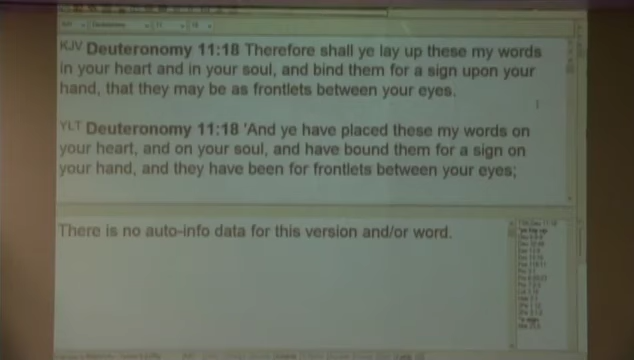 KJV Deuteronomy 11:18 Therefore shall ye lay up these my words
in your heart and in your soul, and bind them for a sign upon your
hand, that they may be as frontlets between your eyes.
YLT Deuteronomy 11:18 'And ye have placed these my words on
your heart, and on your soul, and have bound them for a sign on
your hand, and they have been for frontlets between your eyes;
There is no auto-info data for this version and/or word.